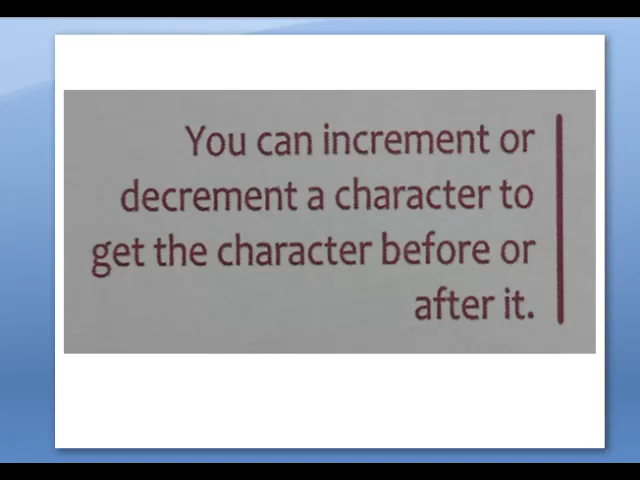 You can increment or
decrement a character to
get the character before or
after it.